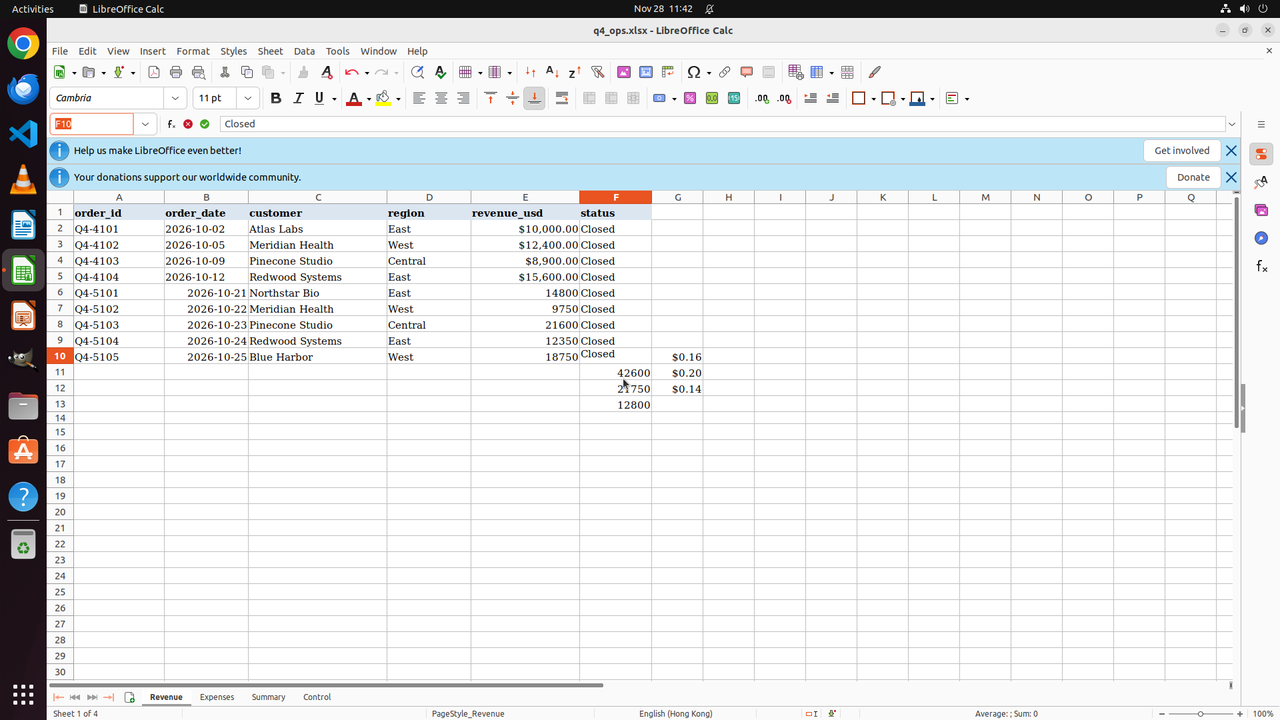 Activities LibreOffice Calc Nov 28 11:42
q4_ops.xlsx - LibreOffice Calc
File Edit View Insert Format Styles Sheet Data Tools Window Help
Cambria 11 pt
F10 Closed
Help us make LibreOffice even better! Get involved
Your donations support our worldwide community. Donate
A B C D E F G H I J K L M N O P Q
1 order_id order_date customer region revenue_usd status
2 Q4-4101 2026-10-02 Atlas Labs East $10,000.00 Closed
3 Q4-4102 2026-10-05 Meridian Health West $12,400.00 Closed
4 Q4-4103 2026-10-09 Pinecone Studio Central $8,900.00 Closed
5 Q4-4104 2026-10-12 Redwood Systems East $15,600.00 Closed
6 Q4-5101 2026-10-21 Northstar Bio East 14800 Closed
7 Q4-5102 2026-10-22 Meridian Health West 9750 Closed
8 Q4-5103 2026-10-23 Pinecone Studio Central 21600 Closed
9 Q4-5104 2026-10-24 Redwood Systems East 12350 Closed
10 Q4-5105 2026-10-25 Blue Harbor West 18750 Closed $0.16
11 42600 $0.20
12 21750 $0.14
13 12800
14
15
16
17
18
19
20
21
22
23
24
25
26
27
28
29
30
Revenue Expenses Summary Control
Sheet 1 of 4 PageStyle_Revenue English (Hong Kong) Average: ; Sum: 0 100%